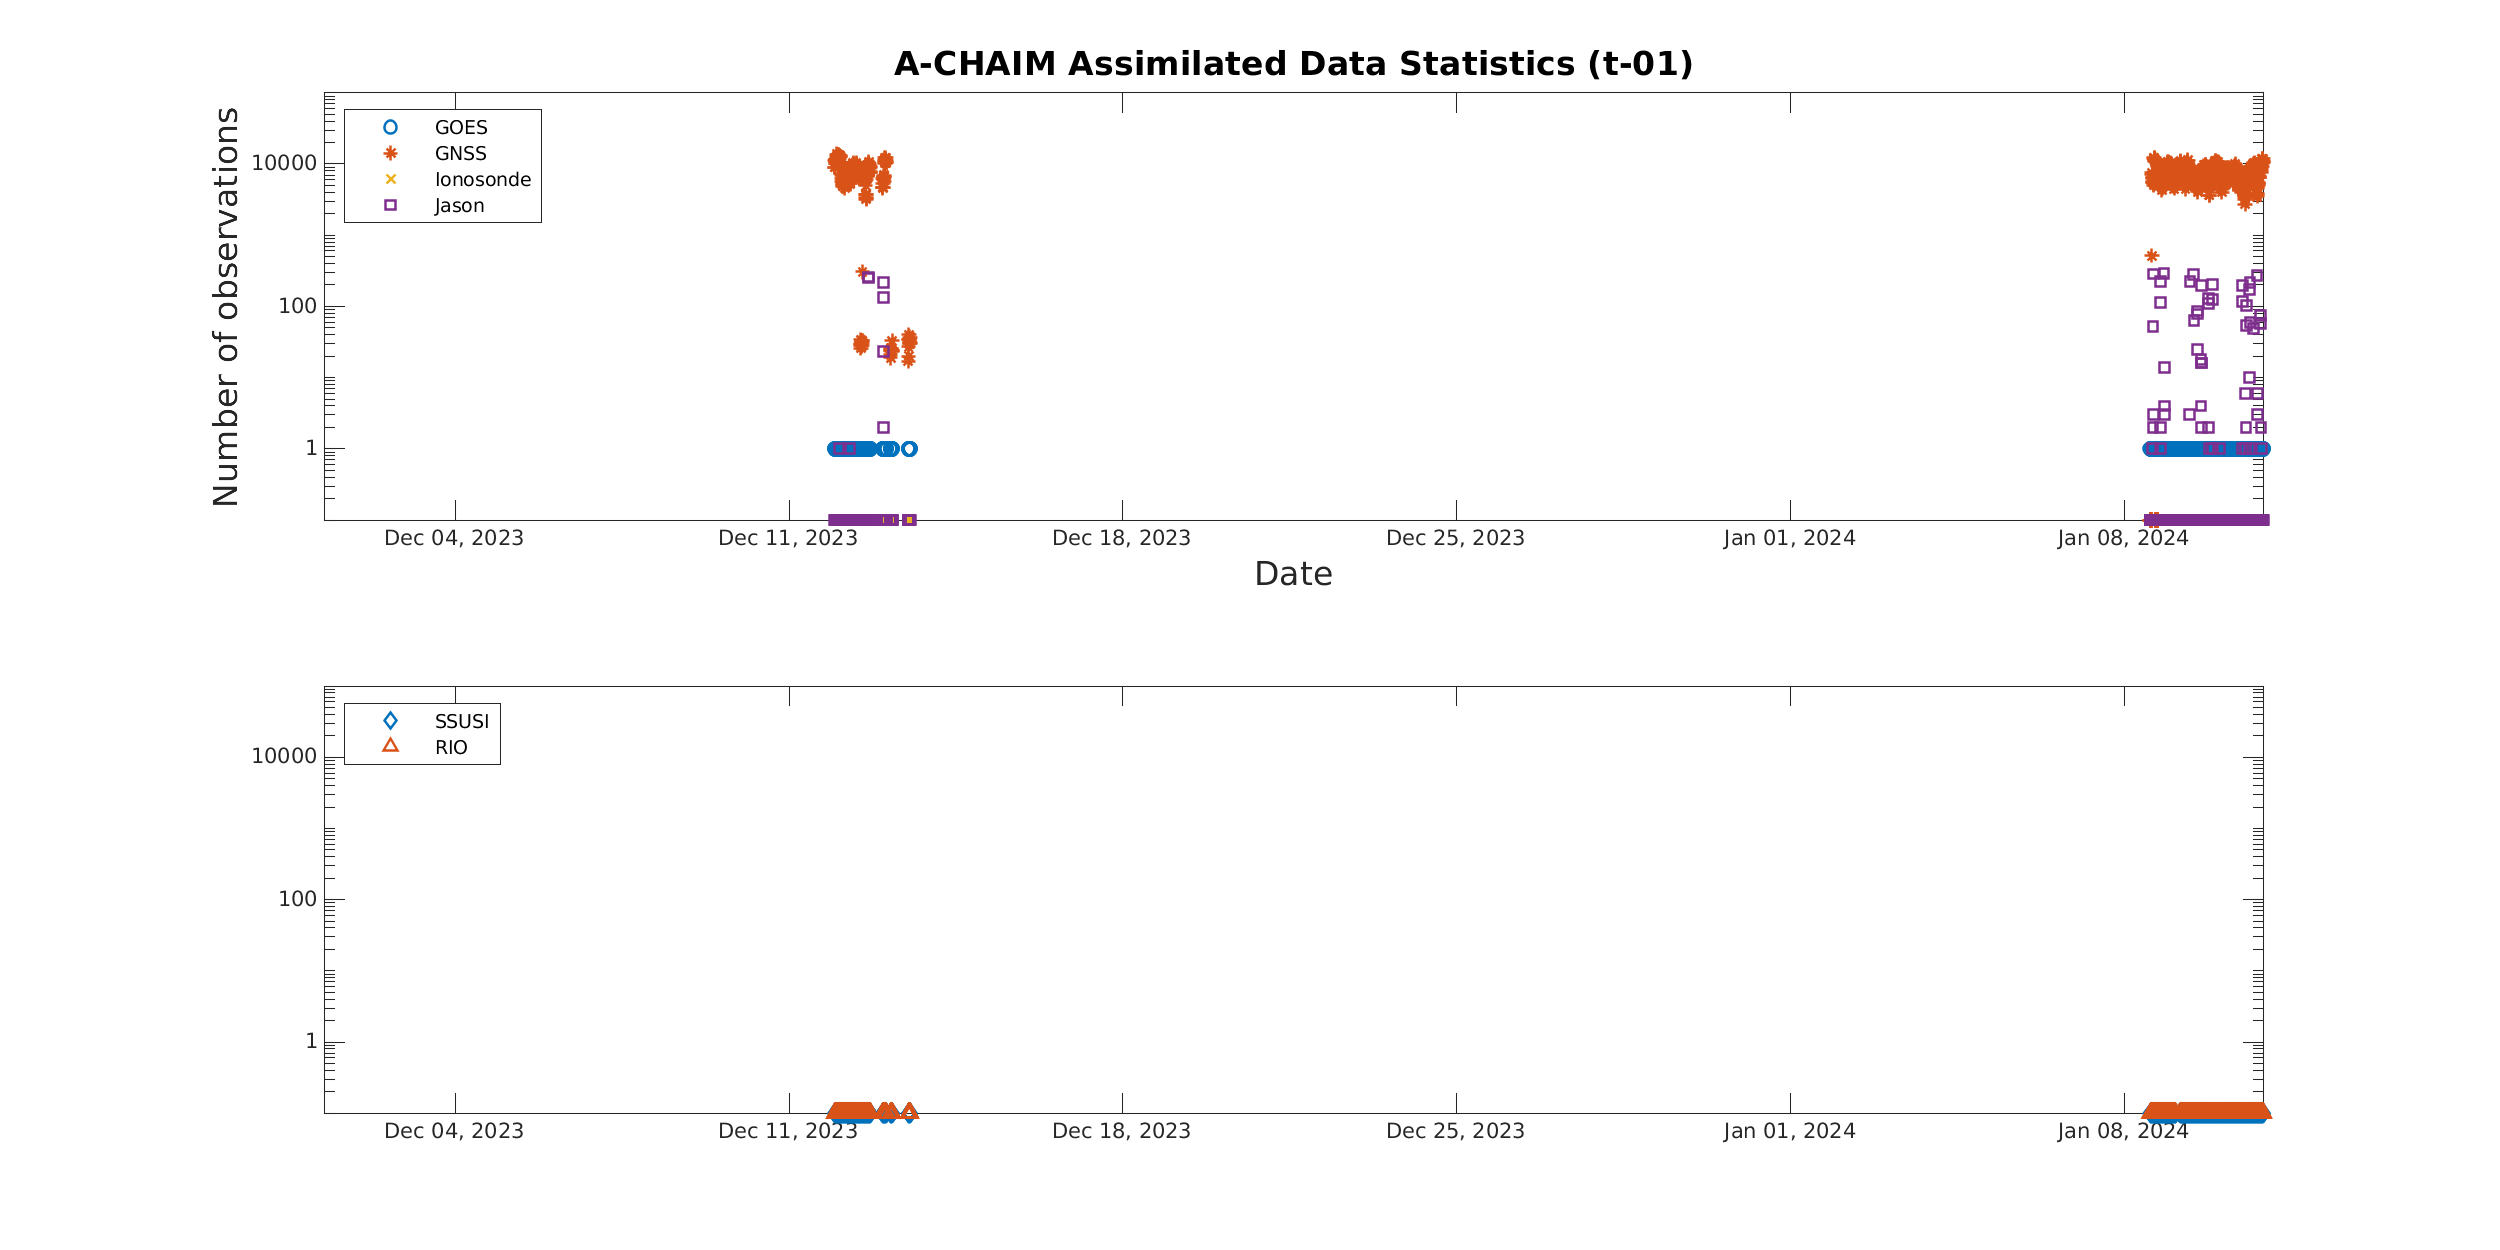 A-CHAIM Assimilated Data Statistics (t-01)
Number of observations
10000
100
1
GOES
GNSS
Ionosonde
Jason
Dec 04, 2023
Dec 11, 2023
Dec 18, 2023
Dec 25, 2023
Jan 01, 2024
Jan 08, 2024
Date
10000
100
1
SSUSI
RIO
Dec 04, 2023
Dec 11, 2023
Dec 18, 2023
Dec 25, 2023
Jan 01, 2024
Jan 08, 2024